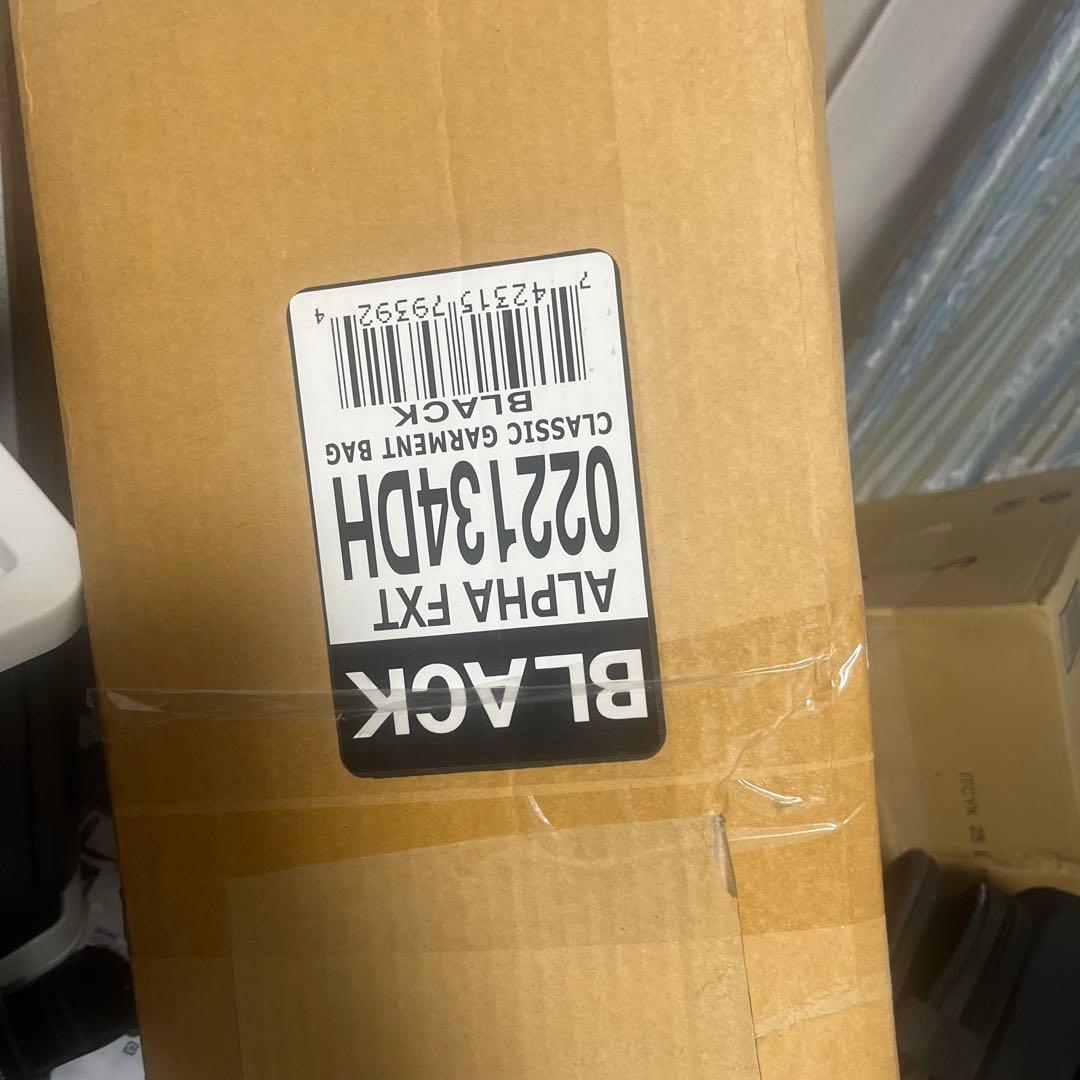 BLACK
ALPHA FXT
022134DH
CLASSIC GARMENT BAG
BLACK
7 42315 79392 4